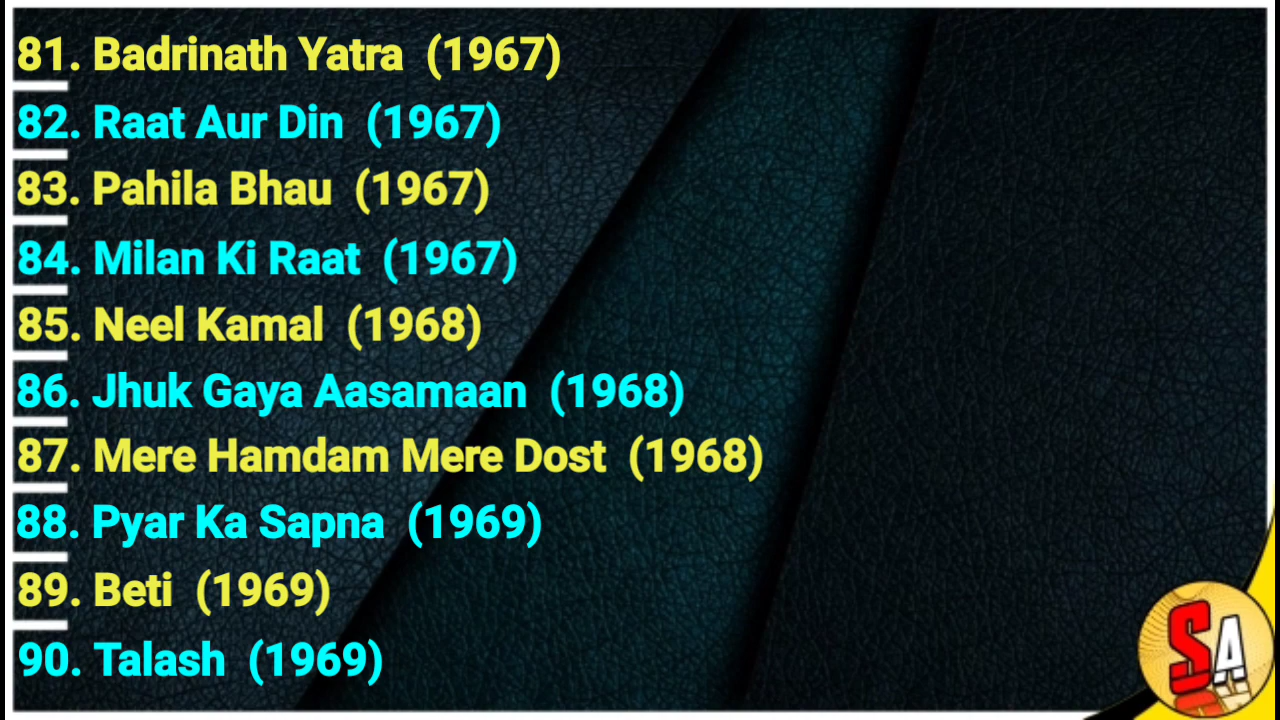 81. Badrinath Yatra (1967)
82. Raat Aur Din (1967)
83. Pahila Bhau (1967)
84. Milan Ki Raat (1967)
85. Neel Kamal (1968)
86. Jhuk Gaya Aasamaan (1968)
87. Mere Hamdam Mere Dost (1968)
88. Pyar Ka Sapna (1969)
89. Beti (1969)
90. Talash (1969)
SA